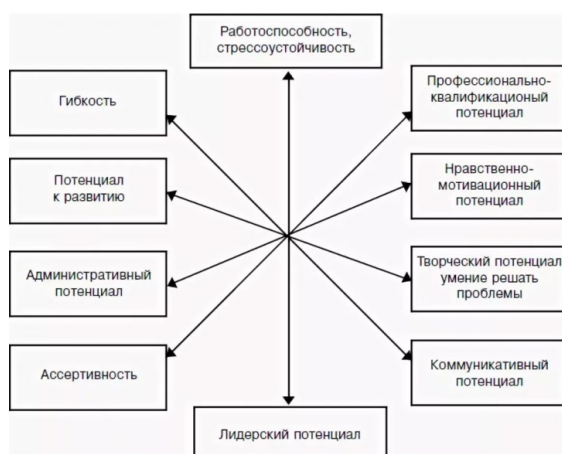 Работоспособность,
стрессоустойчивость
Гибкость
Потенциал
к развитию
Административный
потенциал
Ассертивность
Профессионально-
квалификационый
потенциал
Нравственно-
мотивационный
потенциал
Творческий потенциал
умение решать
проблемы
Коммуникативный
потенциал
Лидерский потенциал